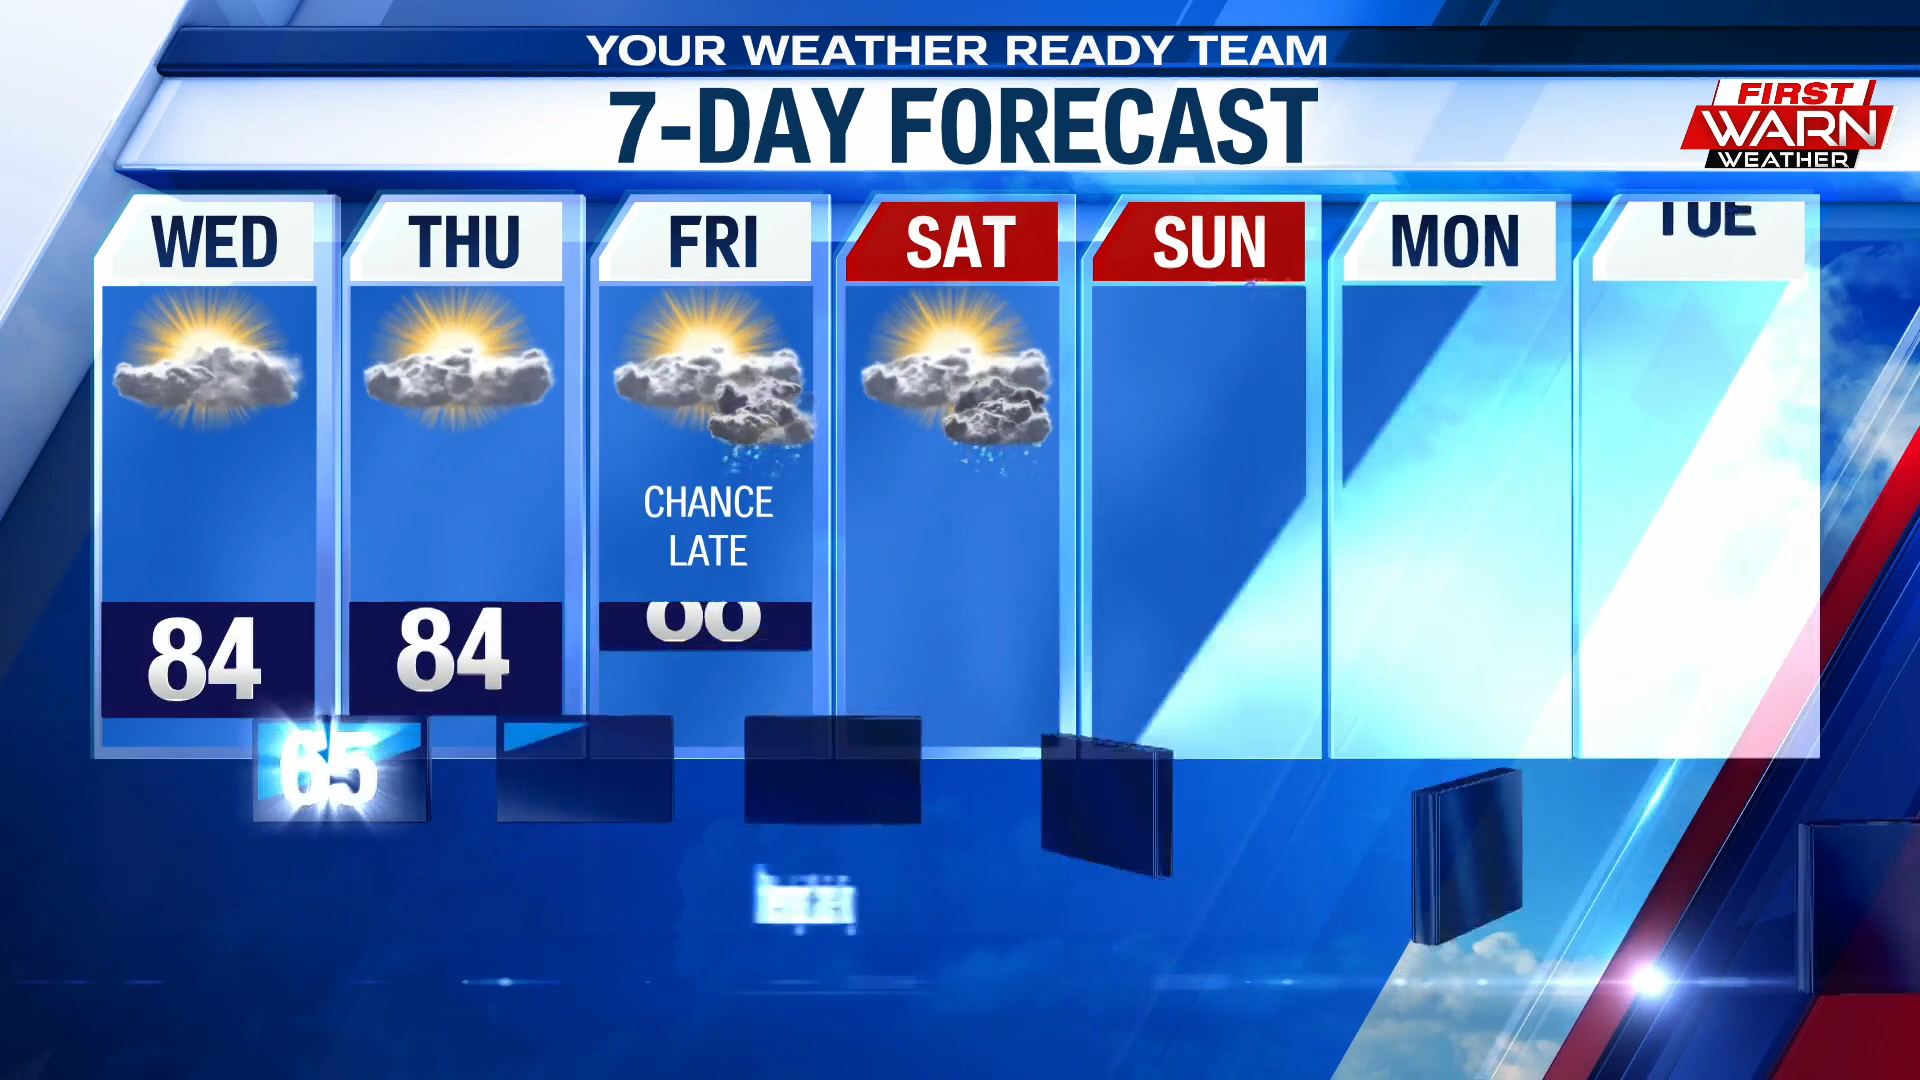 YOUR WEATHER READY TEAM
7-DAY FORECAST
FIRST
WARN
WEATHER
WED THU FRI SAT SUN MON TUE
CHANCE
LATE
84 84
65